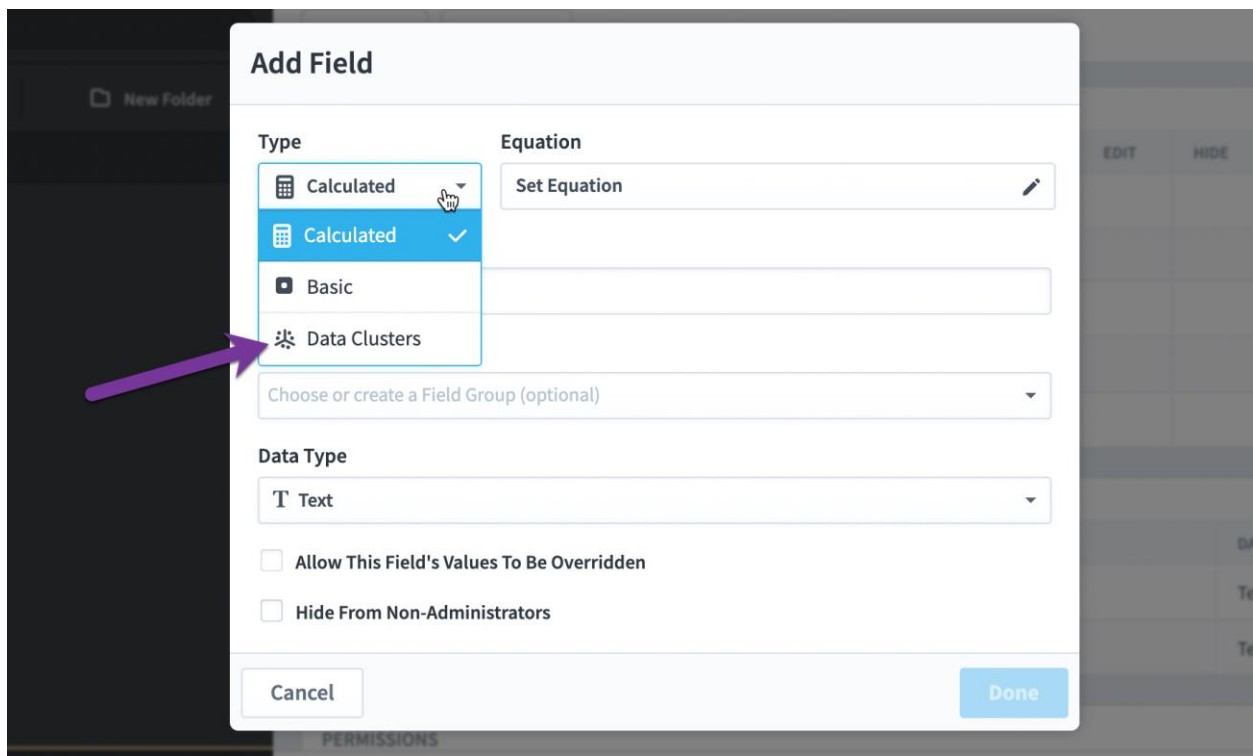 Add Field
New Folder
Type
Equation
EDIT
HIDE
Calculated
Set Equation
Calculated
Basic
Data Clusters
Choose or create a Field Group (optional)
Data Type
T Text
Allow This Field's Values To Be Overridden
Hide From Non-Administrators
Cancel
Done
PERMISSIONS